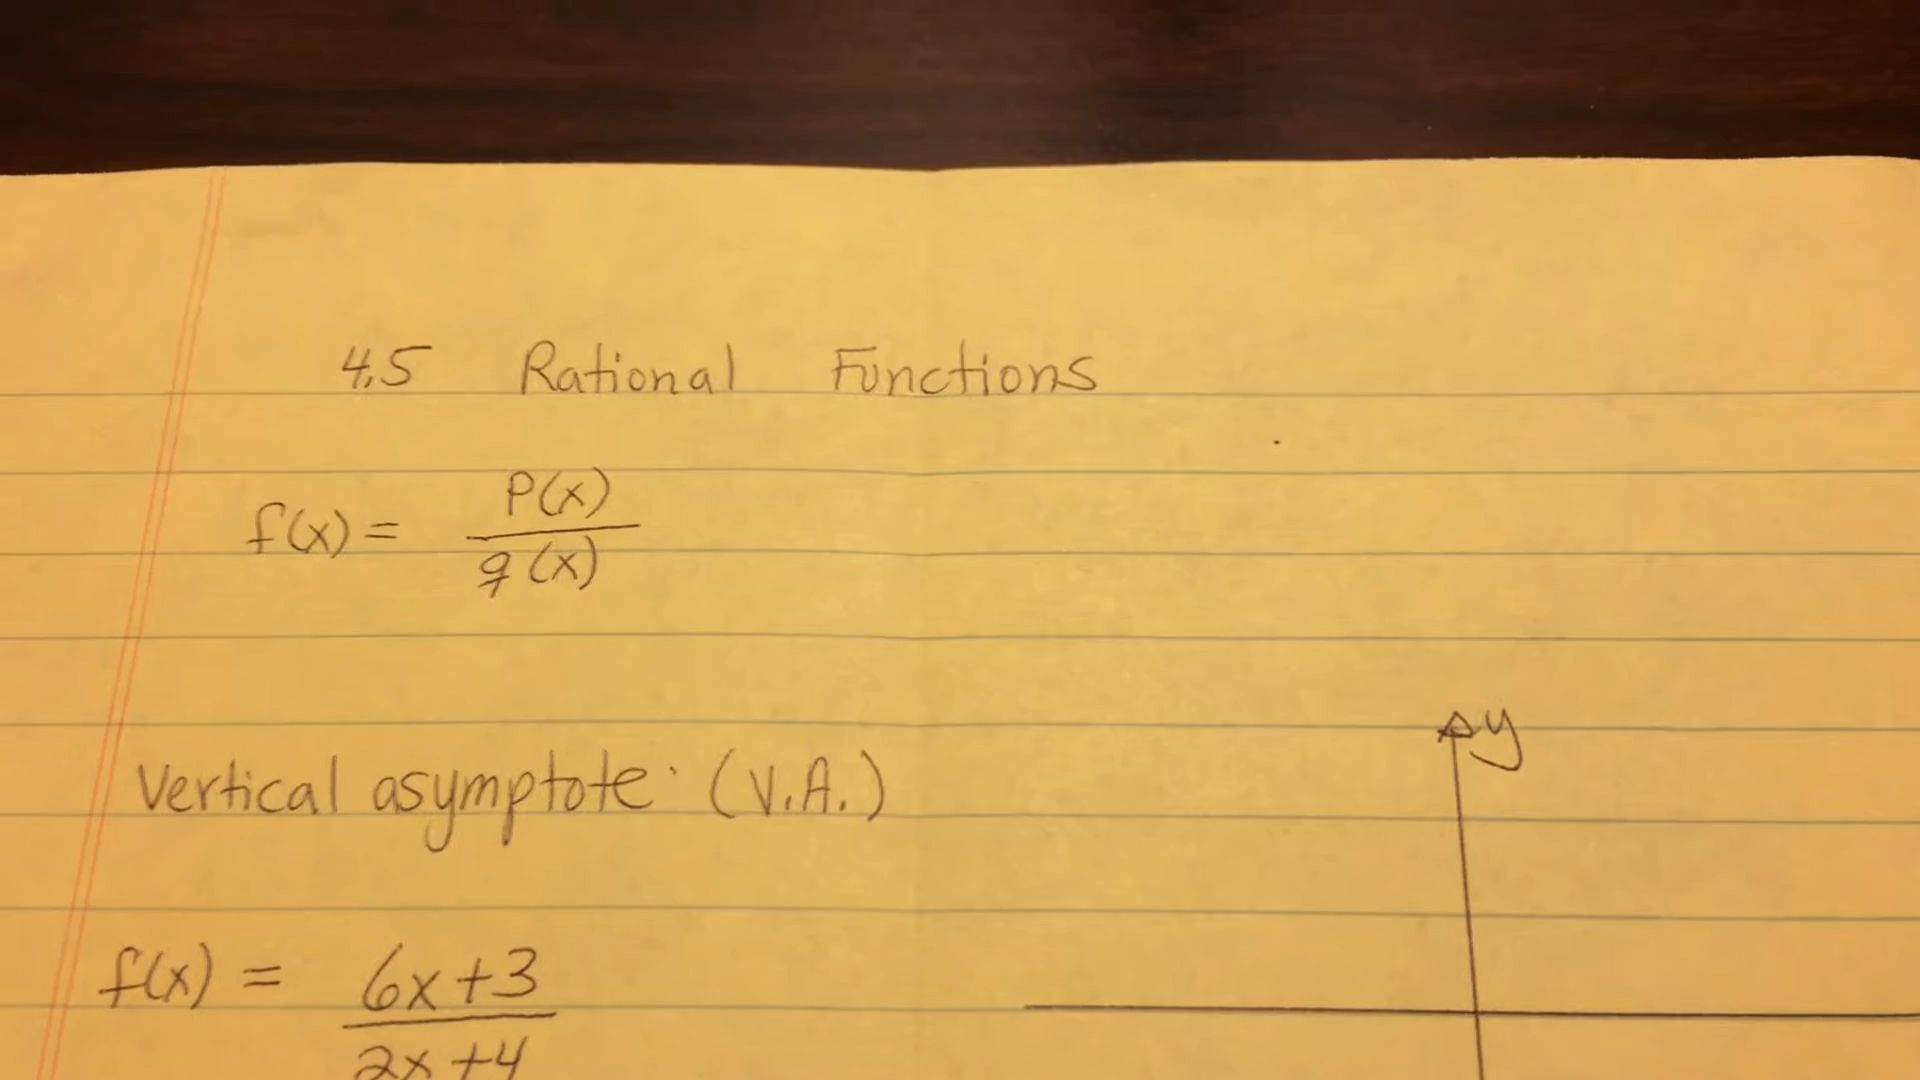 4.5 Rational Functions
f(x) = P(x)/q(x)
Vertical asymptote: (V.A.)
y
f(x) = 6x+3/2x+4